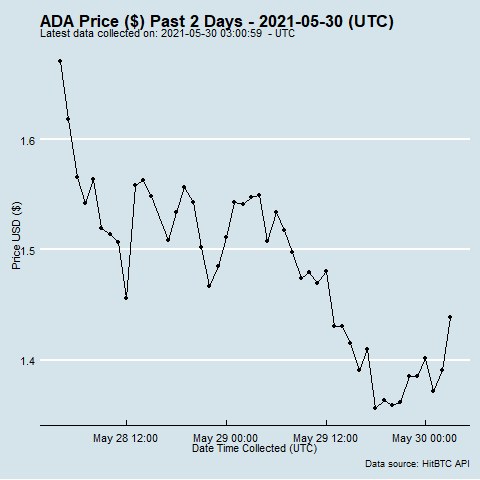 ADA Price ($) Past 2 Days - 2021-05-30 (UTC)
Latest data collected on: 2021-05-30 03:00:59  - UTC
Price USD ($)
1.6
1.5
1.4
May 28 12:00
May 29 00:00
May 29 12:00
May 30 00:00
Date Time Collected (UTC)
Data source: HitBTC API